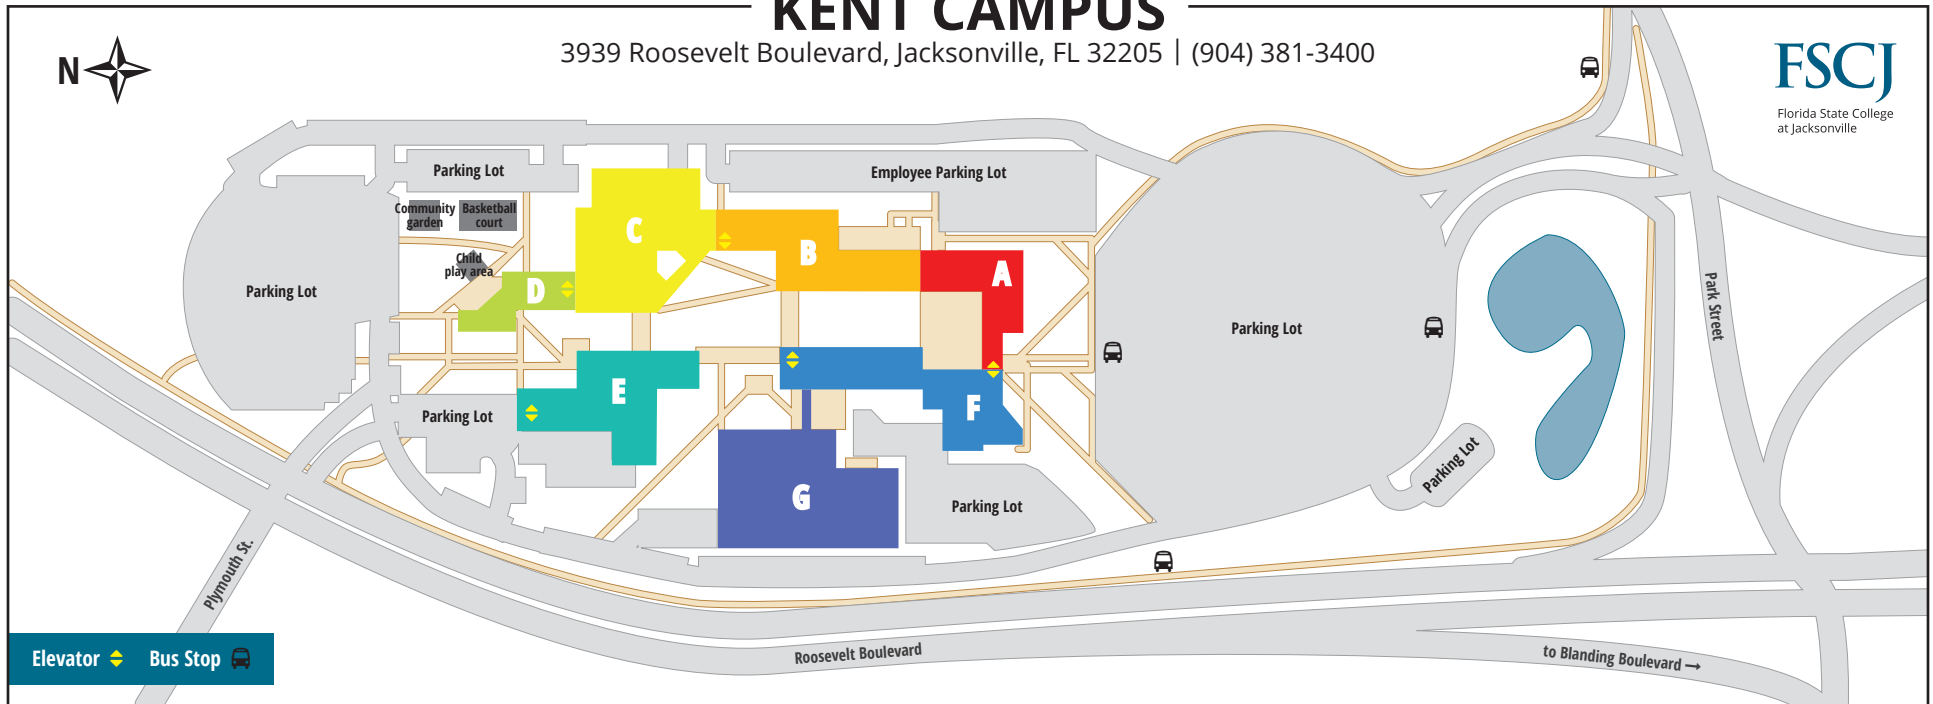 KENT CAMPUS
3939 Roosevelt Boulevard, Jacksonville, FL 32205 | (904) 381-3400
N
FSCJ
Florida State College
at Jacksonville
Parking Lot
Employee Parking Lot
Community
garden
Basketball
court
C
B
A
Child
play area
D
Parking Lot
Parking Lot
Park Street
E
F
Parking Lot
Parking Lot
G
Parking Lot
Plymouth St.
Elevator
Bus Stop
Roosevelt Boulevard
to Blanding Boulevard →